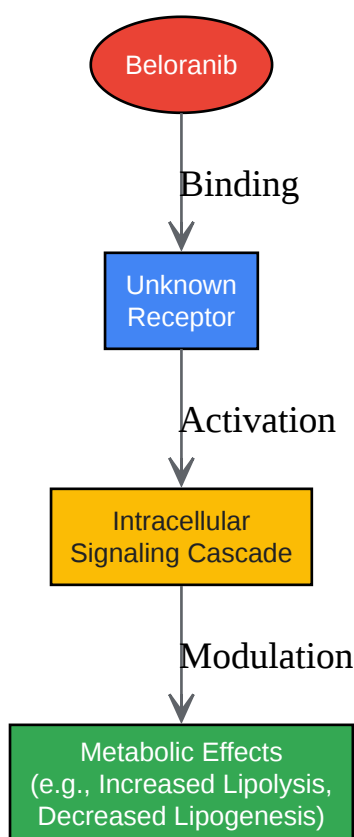 Beloranib
Binding
Unknown
Receptor
Activation
Intracellular
Signaling Cascade
Modulation
Metabolic Effects
(e.g., Increased Lipolysis,
Decreased Lipogenesis)